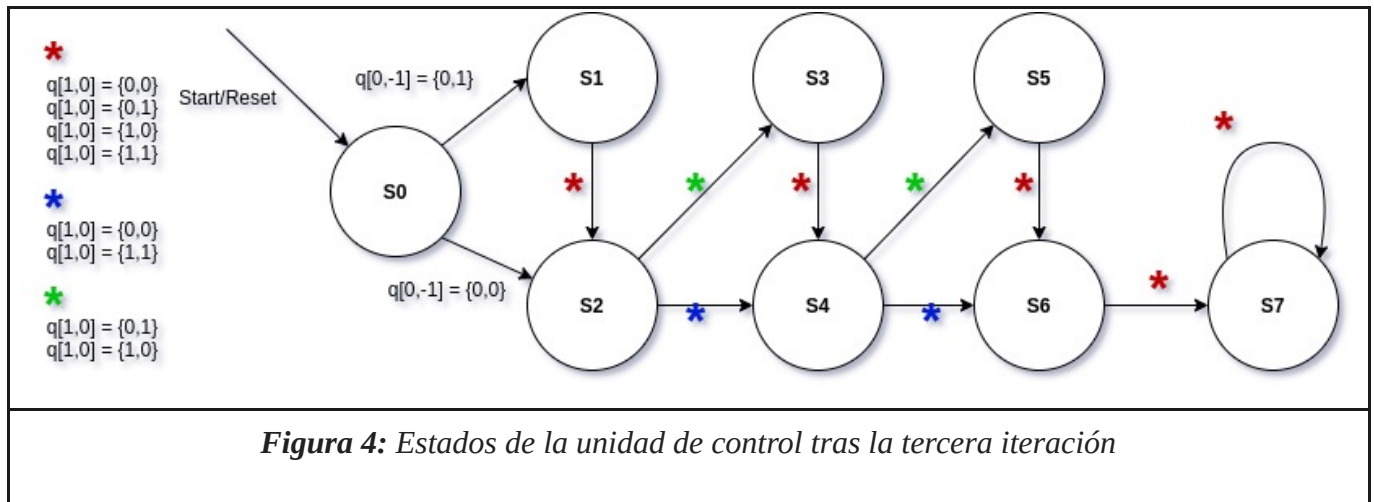 *
q[1,0] = {0,0}
q[1,0] = {0,1}
q[1,0] = {1,0}
q[1,0] = {1,1}
*
q[1,0] = {0,0}
q[1,0] = {1,1}
*
q[1,0] = {0,1}
q[1,0] = {1,0}
Start/Reset
q[0,-1] = {0,1}
q[0,-1] = {0,0}
S0
S1
S3
S5
*
*
*
*
*
*
S2
*
S4
*
S6
*
S7
Figura 4: Estados de la unidad de control tras la tercera iteración